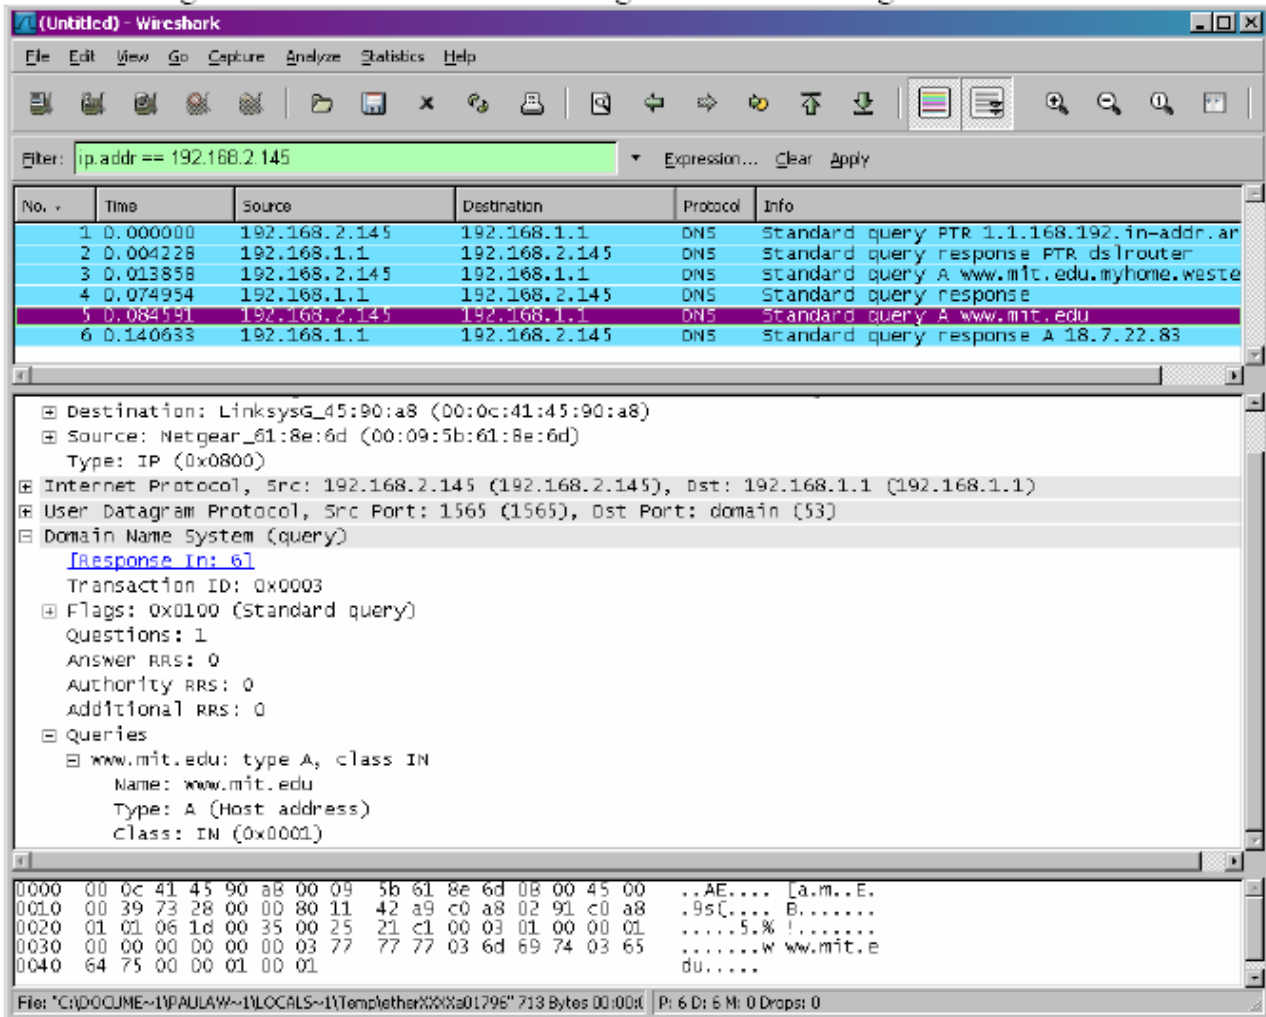 (Untitled) - Wireshark
File Edit View Go Capture Analyze Statistics Help
Filter: ip.addr == 192.168.2.145 Expression... Clear Apply
No. Time Source Destination Protocol Info
1 0.000000 192.168.2.145 192.168.1.1 DNS Standard query PTR 1.1.168.192.in-addr.ar
2 0.004228 192.168.1.1 192.168.2.145 DNS Standard query response PTR dslrouter
3 0.013858 192.168.2.145 192.168.1.1 DNS Standard query A www.mit.edu.myhome.weste
4 0.074954 192.168.1.1 192.168.2.145 DNS Standard query response
5 0.084591 192.168.2.145 192.168.1.1 DNS Standard query A www.mit.edu
6 0.140633 192.168.1.1 192.168.2.145 DNS Standard query response A 18.7.22.83
Destination: LinksysG_45:90:a8 (00:0c:41:45:90:a8)
Source: Netgear_61:8e:6d (00:09:5b:61:8e:6d)
Type: IP (0x0800)
Internet Protocol, Src: 192.168.2.145 (192.168.2.145), Dst: 192.168.1.1 (192.168.1.1)
User Datagram Protocol, Src Port: 1565 (1565), Dst Port: domain (53)
Domain Name System (query)
[Response In: 6]
Transaction ID: 0x0003
Flags: 0x0100 (Standard query)
Questions: 1
Answer RRs: 0
Authority RRs: 0
Additional RRs: 0
Queries
www.mit.edu: type A, class IN
Name: www.mit.edu
Type: A (Host address)
Class: IN (0x0001)
0000 00 0c 41 45 90 a8 00 09 5b 61 8e 6d 08 00 45 00 ..AE.... [a.m..E.
0010 00 39 73 28 00 00 80 11 42 a9 c0 a8 02 91 c0 a8 .9s(.... B.......
0020 01 01 06 1d 00 35 00 25 21 c1 00 03 01 00 00 01 .....5.% !.......
0030 00 00 00 00 00 00 03 77 77 77 03 6d 69 74 03 65 .......w ww.mit.e
0040 64 75 00 00 01 00 01 du.....
File: "C:\DOCUME~1\PAULAW~1\LOCALS~1\Temp\etherXXXXa01796" 713 Bytes 00:00:( P: 6 D: 6 M: 0 Drops: 0